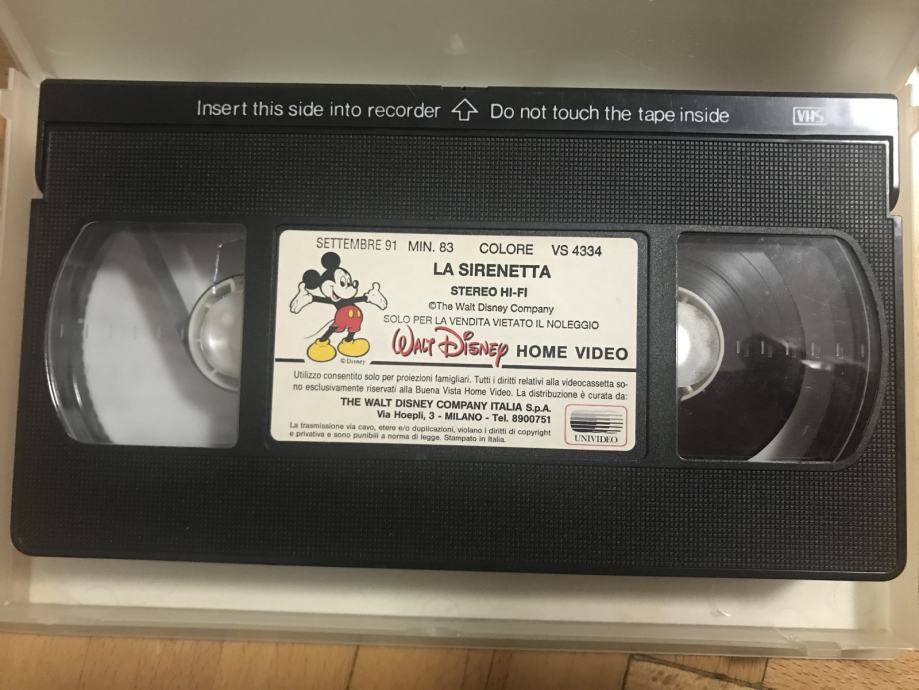 Insert this side into recorder ⇧ Do not touch the tape inside VHS
SETTEMBRE 91 MIN. 83 COLORE VS 4334
LA SIRENETTA
STEREO HI-FI
©The Walt Disney Company
SOLO PER LA VENDITA VIETATO IL NOLEGGIO
© Disney
WALT DISNEY HOME VIDEO
Utilizzo consentito solo per proiezioni famigliari. Tutti i diritti relativi alla videocassetta so-
no esclusivamente riservati alla Buena Vista Home Video. La distribuzione è curata da:
THE WALT DISNEY COMPANY ITALIA S.p.A.
Via Hoepli, 3 - MILANO - Tel. 8900751
La trasmissione via cavo, etere e/o duplicazioni, violano i diritti di copyright
e privativa e sono punibili a norma di legge. Stampato in Italia.
UNIVIDEO